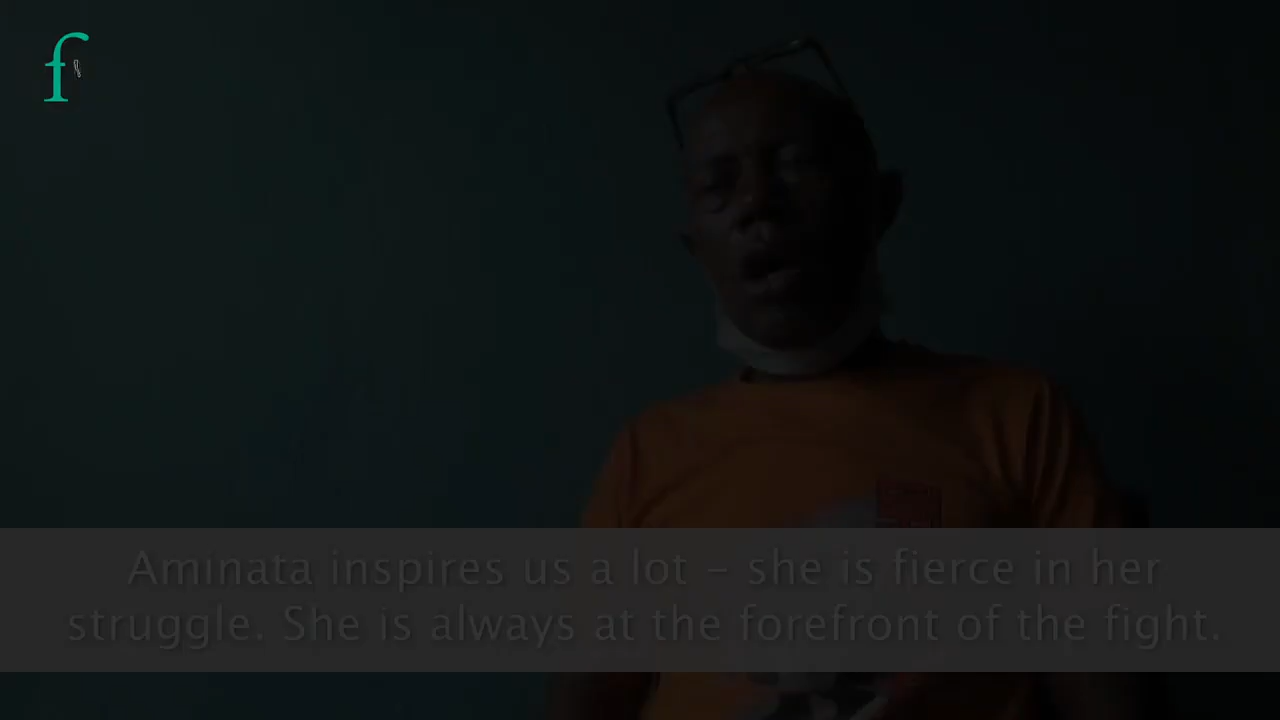 f
Aminata inspires us a lot – she is fierce in her
struggle. She is always at the forefront of the fight.